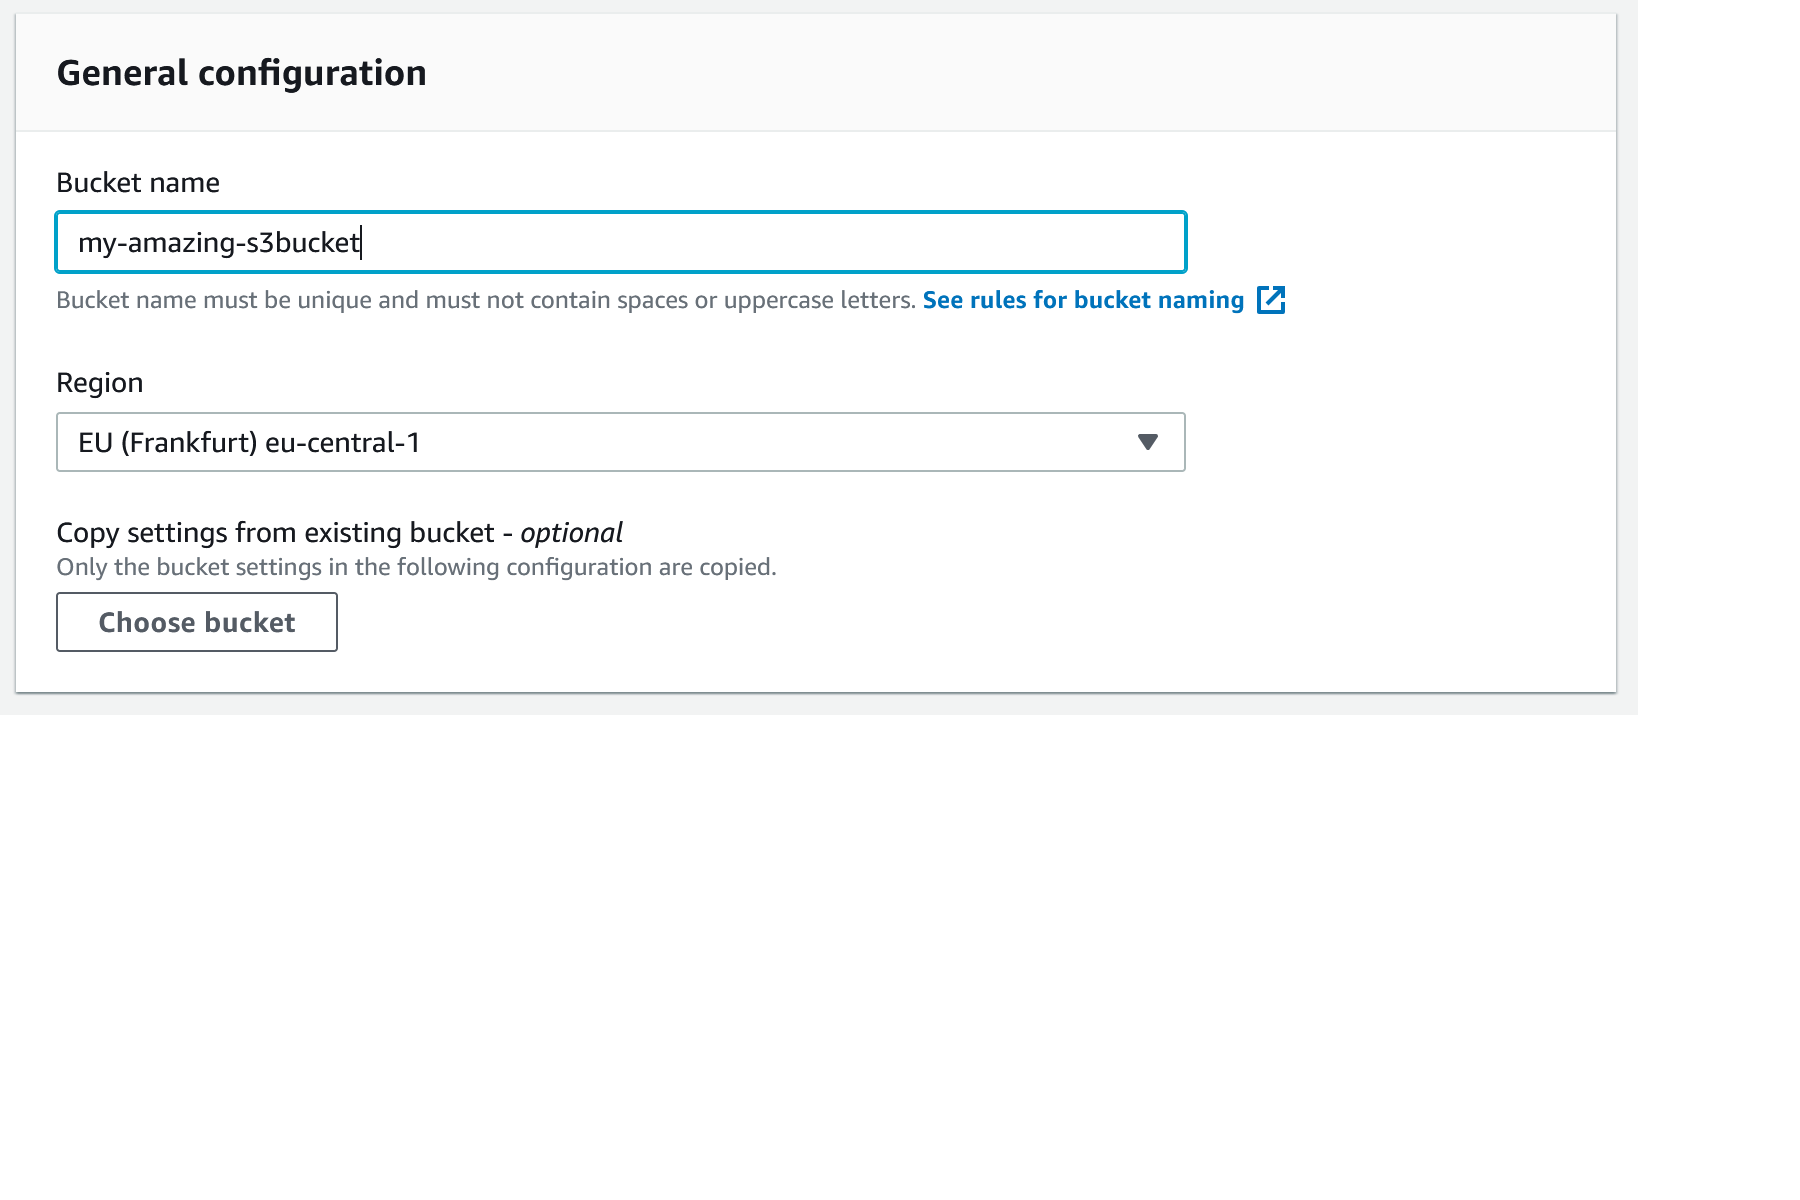 General configuration
Bucket name
my-amazing-s3bucket
Bucket name must be unique and must not contain spaces or uppercase letters. See rules for bucket naming
Region
EU (Frankfurt) eu-central-1
Copy settings from existing bucket - optional
Only the bucket settings in the following configuration are copied.
Choose bucket